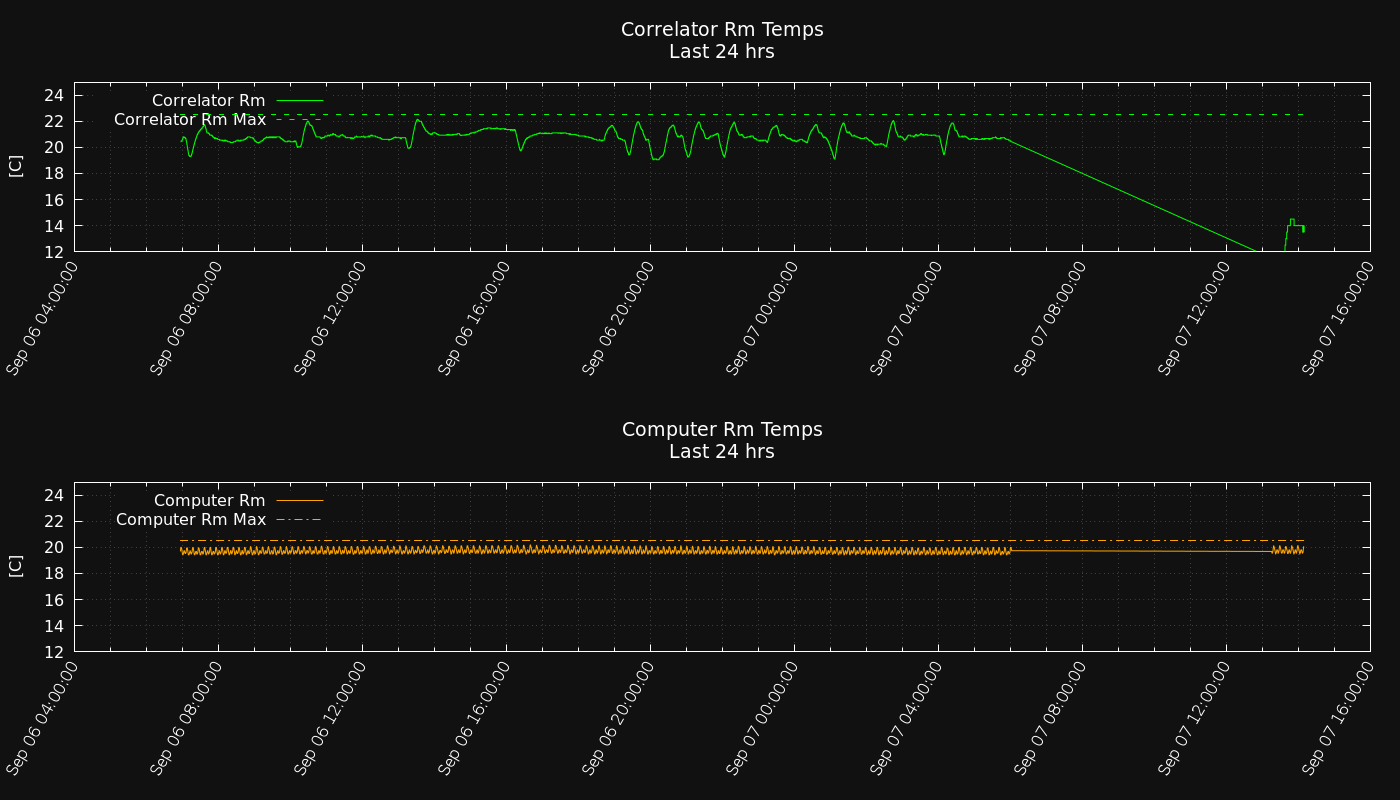 Correlator Rm Temps
Last 24 hrs
Correlator Rm
Correlator Rm Max
[C]
24
22
20
18
16
14
12
Sep 06 04:00:00
Sep 06 08:00:00
Sep 06 12:00:00
Sep 06 16:00:00
Sep 06 20:00:00
Sep 07 00:00:00
Sep 07 04:00:00
Sep 07 08:00:00
Sep 07 12:00:00
Sep 07 16:00:00
Computer Rm Temps
Last 24 hrs
Computer Rm
Computer Rm Max
[C]
24
22
20
18
16
14
12
Sep 06 04:00:00
Sep 06 08:00:00
Sep 06 12:00:00
Sep 06 16:00:00
Sep 06 20:00:00
Sep 07 00:00:00
Sep 07 04:00:00
Sep 07 08:00:00
Sep 07 12:00:00
Sep 07 16:00:00